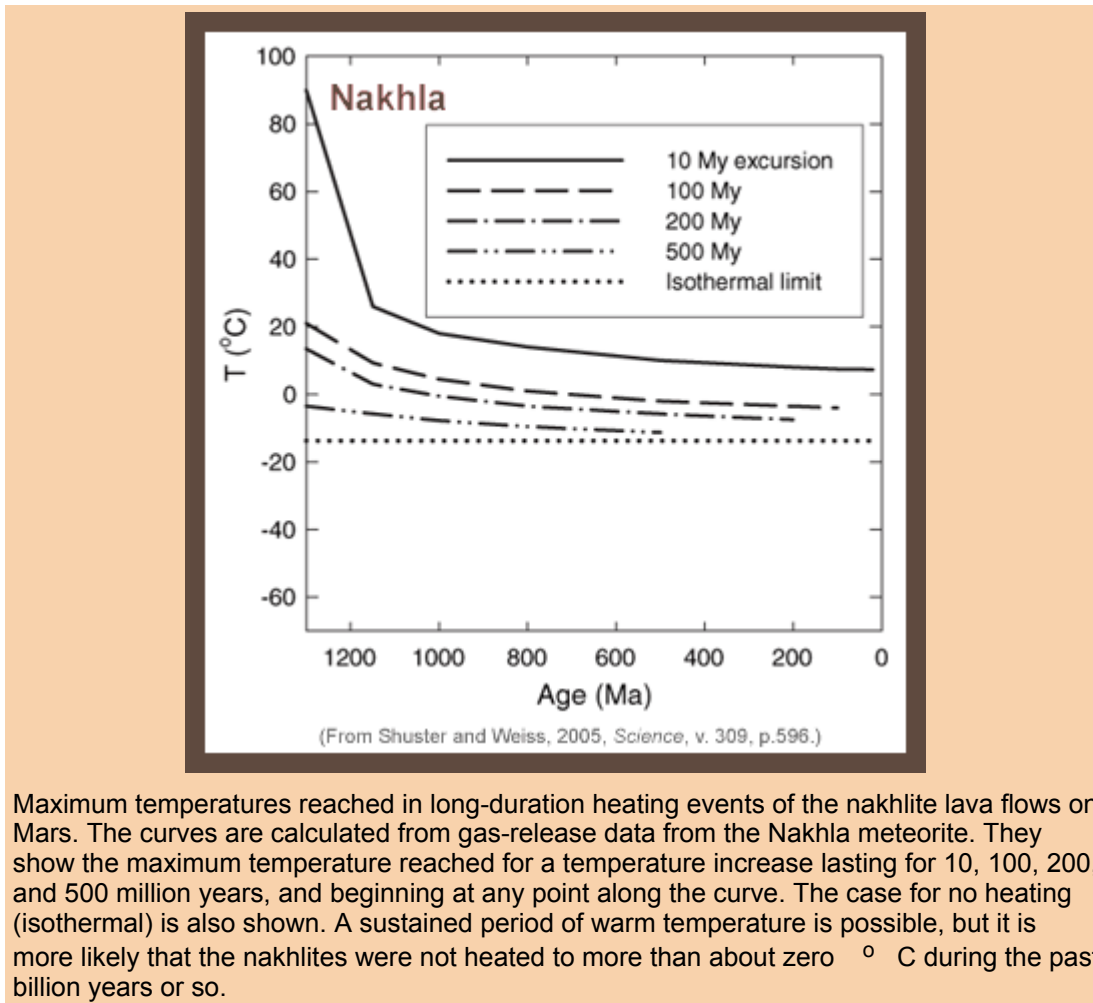 Nakhla
10 My excursion
100 My
200 My
500 My
Isothermal limit
100
80
60
40
20
0
-20
-40
-60
T (°C)
1200 1000 800 600 400 200 0
Age (Ma)
(From Shuster and Weiss, 2005, Science, v. 309, p.596.)
Maximum temperatures reached in long-duration heating events of the nakhlite lava flows on
Mars. The curves are calculated from gas-release data from the Nakhla meteorite. They
show the maximum temperature reached for a temperature increase lasting for 10, 100, 200,
and 500 million years, and beginning at any point along the curve. The case for no heating
(isothermal) is also shown. A sustained period of warm temperature is possible, but it is
more likely that the nakhlites were not heated to more than about zero º C during the past
billion years or so.